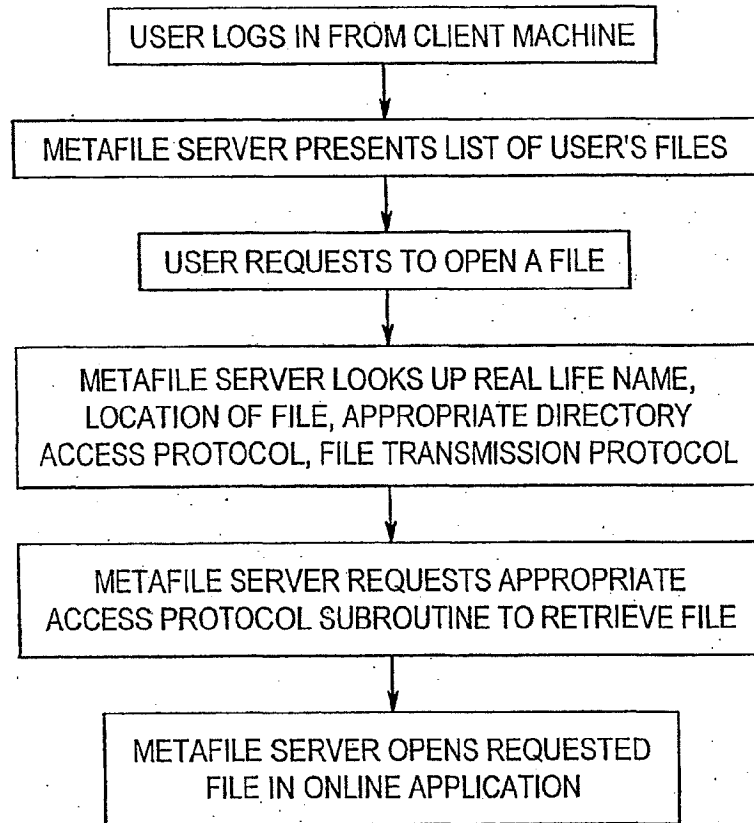 USER LOGS IN FROM CLIENT MACHINE
METAFILE SERVER PRESENTS LIST OF USER'S FILES
USER REQUESTS TO OPEN A FILE
METAFILE SERVER LOOKS UP REAL LIFE NAME,
LOCATION OF FILE, APPROPRIATE DIRECTORY
ACCESS PROTOCOL, FILE TRANSMISSION PROTOCOL
METAFILE SERVER REQUESTS APPROPRIATE
ACCESS PROTOCOL SUBROUTINE TO RETRIEVE FILE
METAFILE SERVER OPENS REQUESTED
FILE IN ONLINE APPLICATION